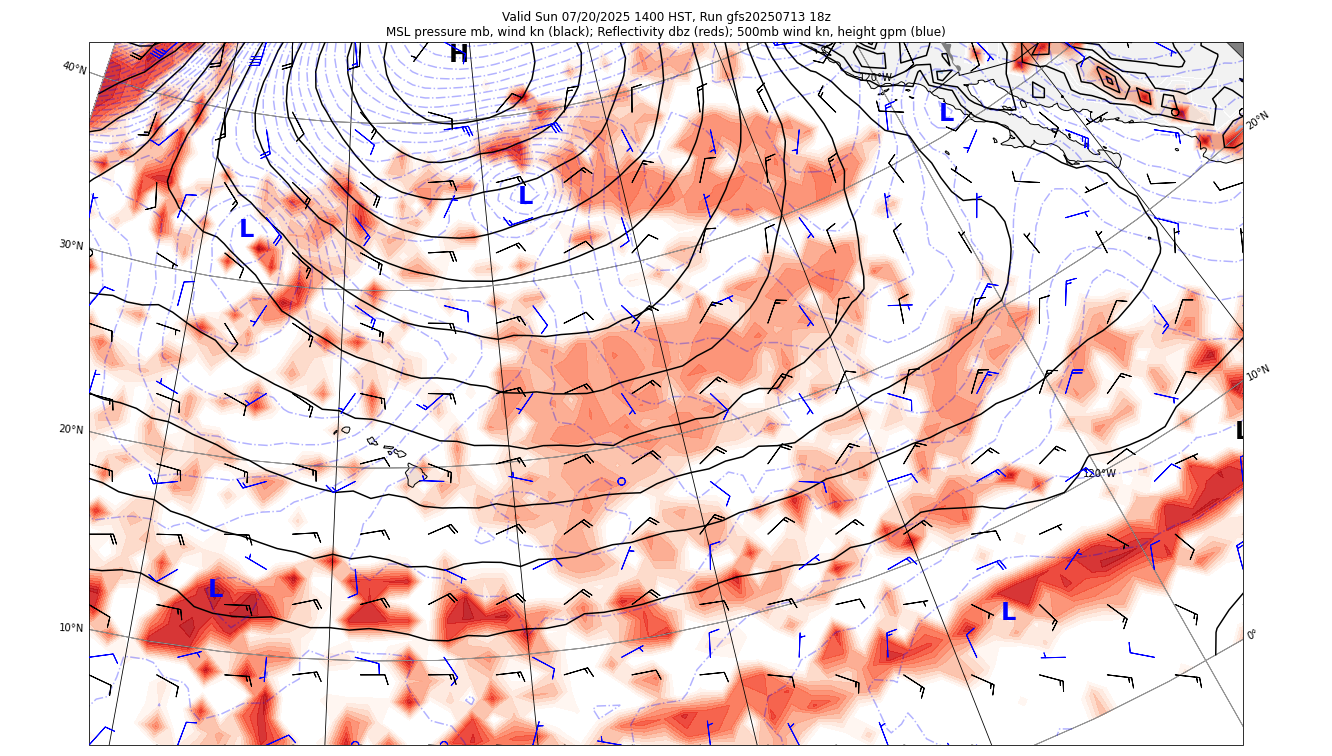 Valid Sun 07/20/2025 1400 HST, Run gfs20250713 18z
MSL pressure mb, wind kn (black); Reflectivity dbz (reds); 500mb wind kn, height gpm (blue)
H
40°N
120°W
L
20°N
L
L
30°N
10°N
20°N
L
120°W
L
L
10°N
0°